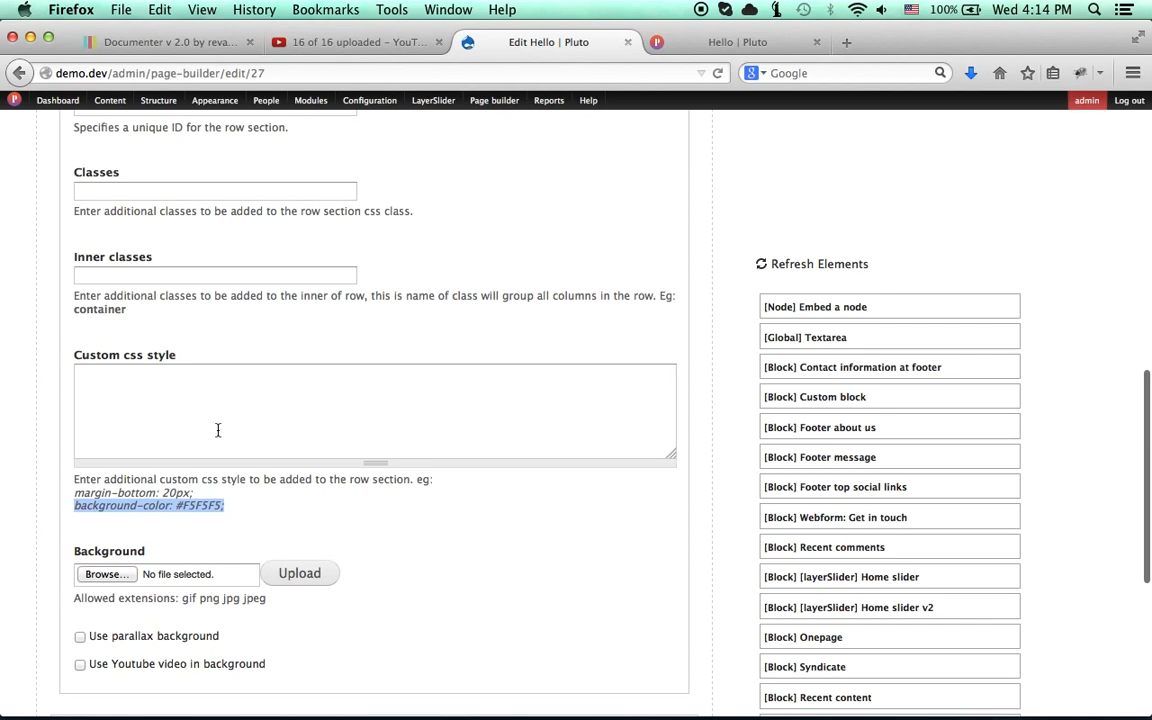 Firefox File Edit View History Bookmarks Tools Window Help 100% Wed 4:14 PM
Documenter v 2.0 by reva... × 16 of 16 uploaded – YouT... × Edit Hello | Pluto × Hello | Pluto × +
demo.dev/admin/page-builder/edit/27 Google
Dashboard Content Structure Appearance People Modules Configuration LayerSlider Page builder Reports Help admin Log out
Specifies a unique ID for the row section.
Classes
Enter additional classes to be added to the row section css class.
Inner classes
Enter additional classes to be added to the inner of row, this is name of class will group all columns in the row. Eg:
container
Custom css style
Enter additional custom css style to be added to the row section. eg:
margin-bottom: 20px;
background-color: #F5F5F5;
Background
Browse... No file selected. Upload
Allowed extensions: gif png jpg jpeg
Use parallax background
Use Youtube video in background
Refresh Elements
[Node] Embed a node
[Global] Textarea
[Block] Contact information at footer
[Block] Custom block
[Block] Footer about us
[Block] Footer message
[Block] Footer top social links
[Block] Webform: Get in touch
[Block] Recent comments
[Block] [layerSlider] Home slider
[Block] [layerSlider] Home slider v2
[Block] Onepage
[Block] Syndicate
[Block] Recent content